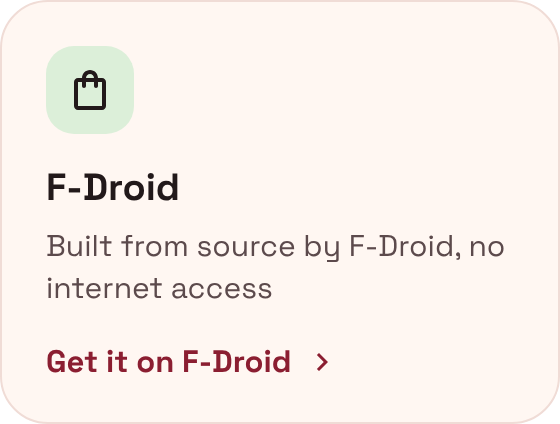 F-Droid
Built from source by F-Droid, no
internet access
Get it on F-Droid